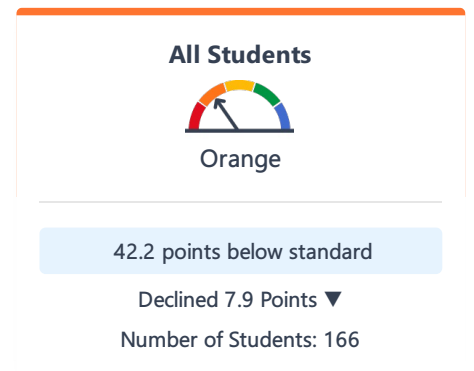 All Students
Orange
42.2 points below standard
Declined 7.9 Points ▼
Number of Students: 166